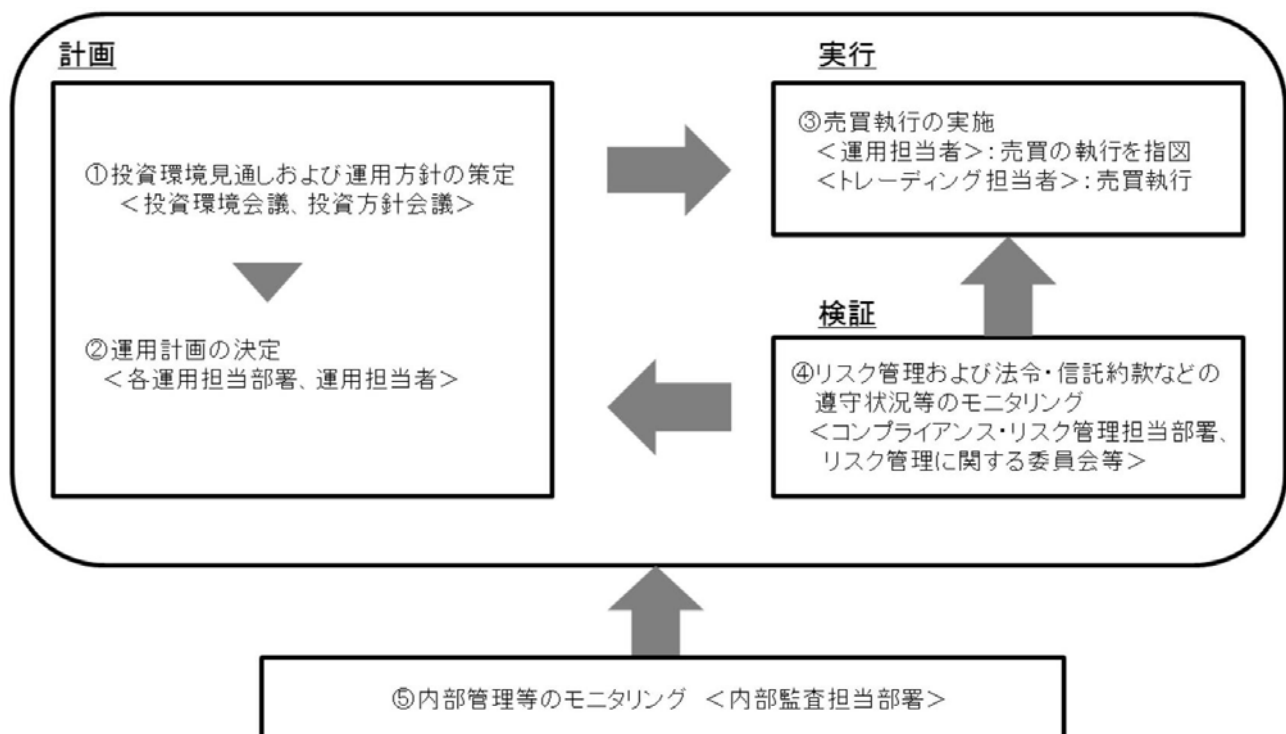 計画
①投資環境見通しおよび運用方針の策定
＜投資環境会議、投資方針会議＞
②運用計画の決定
＜各運用担当部署、運用担当者＞
実行
③売買執行の実施
＜運用担当者＞：売買の執行を指図
＜トレーディング担当者＞：売買執行
検証
④リスク管理および法令・信託約款などの
遵守状況等のモニタリング
＜コンプライアンス・リスク管理担当部署、
リスク管理に関する委員会等＞
⑤内部管理等のモニタリング ＜内部監査担当部署＞